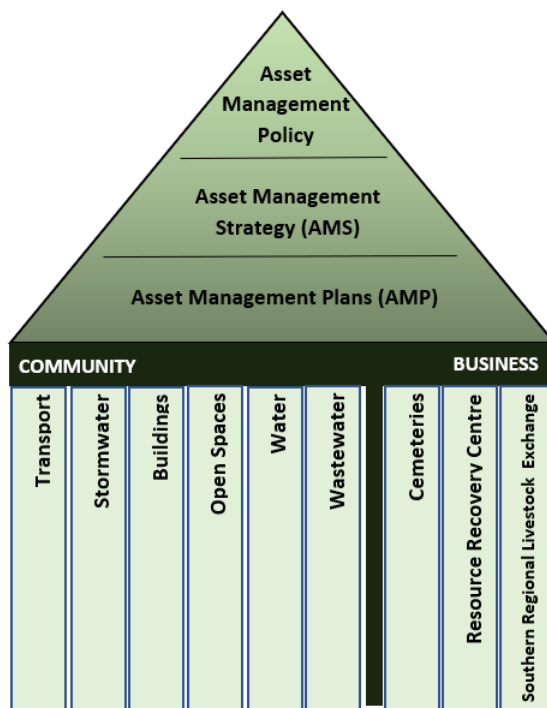 Asset
Management
Policy
Asset Management
Strategy (AMS)
Asset Management Plans (AMP)
COMMUNITY
BUSINESS
Transport
Stormwater
Buildings
Open Spaces
Water
Wastewater
Cemeteries
Resource Recovery Centre
Southern Regional Livestock Exchange